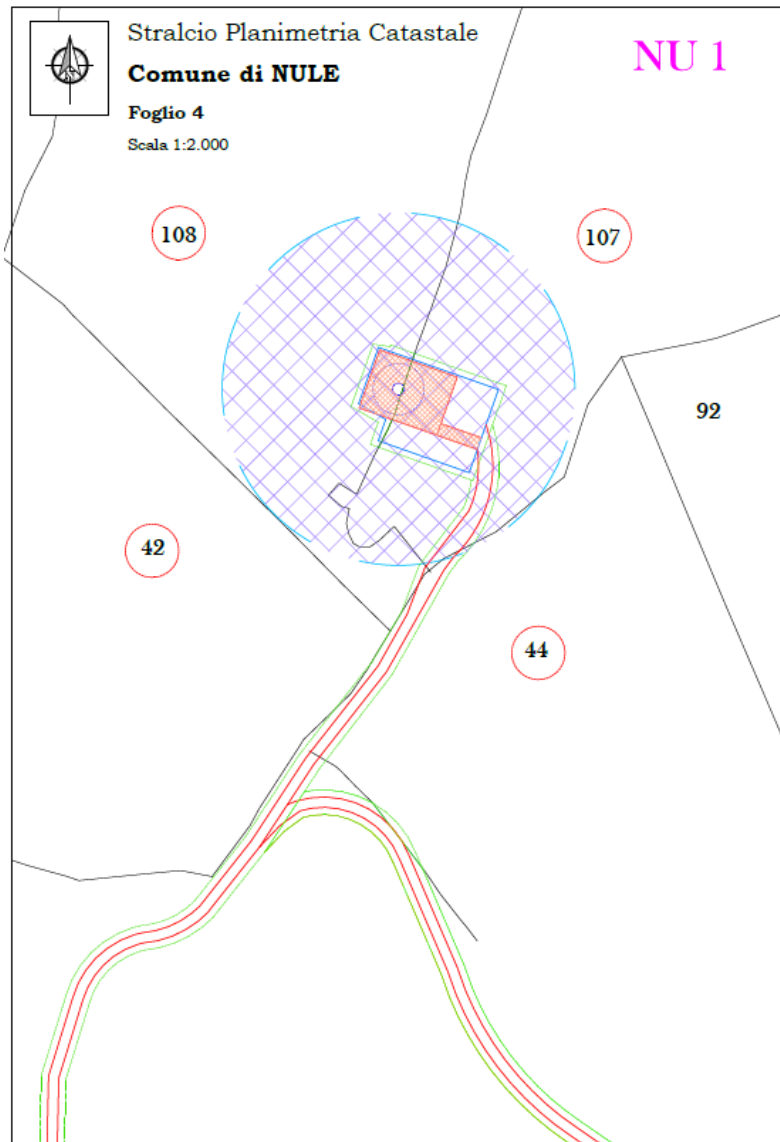 Stralcio Planimetria Catastale
Comune di NULE
Foglio 4
Scala 1:2.000
NU 1
108
107
92
42
44